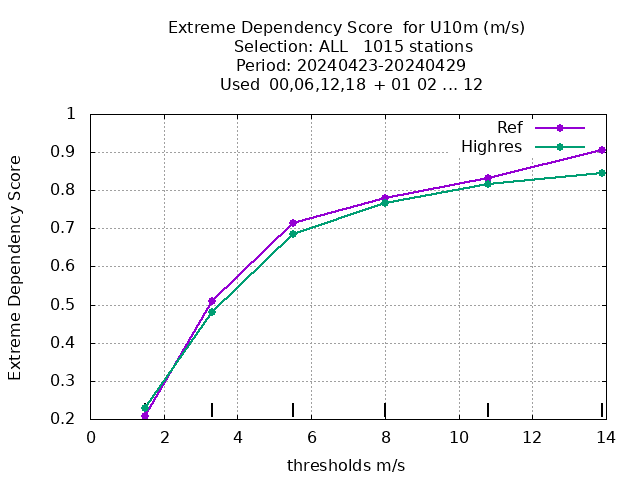 Extreme Dependency Score  for U10m (m/s)
Selection: ALL   1015 stations
Period: 20240423-20240429
Used  00,06,12,18  + 01 02 ... 12
Ref
Highres
Extreme Dependency Score
1
0.9
0.8
0.7
0.6
0.5
0.4
0.3
0.2
0 2 4 6 8 10 12 14
thresholds m/s